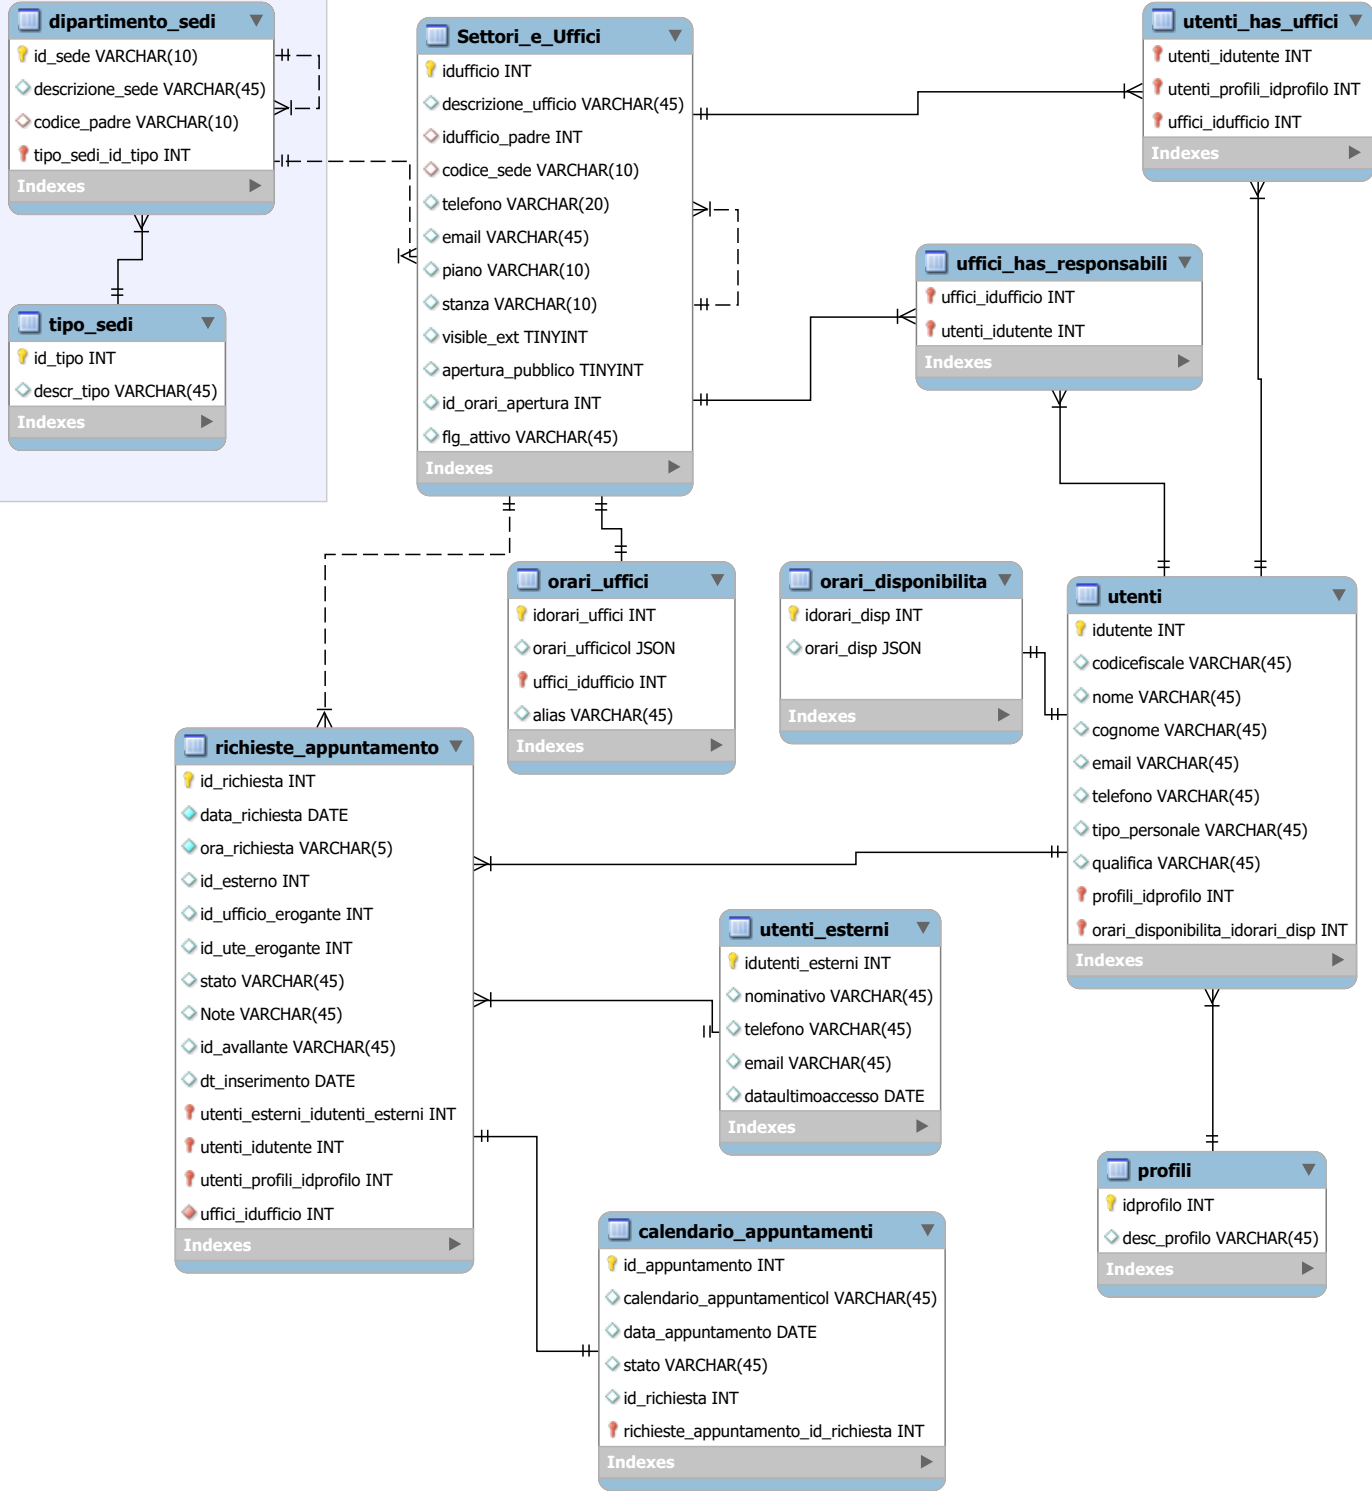 dipartimento_sedi
id_sede VARCHAR(10)
descrizione_sede VARCHAR(45)
codice_padre VARCHAR(10)
tipo_sedi_id_tipo INT
Indexes
tipo_sedi
id_tipo INT
descr_tipo VARCHAR(45)
Indexes
Settori_e_Uffici
idufficio INT
descrizione_ufficio VARCHAR(45)
idufficio_padre INT
codice_sede VARCHAR(10)
telefono VARCHAR(20)
email VARCHAR(45)
piano VARCHAR(10)
stanza VARCHAR(10)
visible_ext TINYINT
apertura_pubblico TINYINT
id_orari_apertura INT
flg_attivo VARCHAR(45)
Indexes
utenti_has_uffici
utenti_idutente INT
utenti_profili_idprofilo INT
uffici_idufficio INT
Indexes
uffici_has_responsabili
uffici_idufficio INT
utenti_idutente INT
Indexes
orari_uffici
idorari_uffici INT
orari_ufficicol JSON
uffici_idufficio INT
alias VARCHAR(45)
Indexes
orari_disponibilita
idorari_disp INT
orari_disp JSON
Indexes
utenti
idutente INT
codicefiscale VARCHAR(45)
nome VARCHAR(45)
cognome VARCHAR(45)
email VARCHAR(45)
telefono VARCHAR(45)
tipo_personale VARCHAR(45)
qualifica VARCHAR(45)
profili_idprofilo INT
orari_disponibilita_idorari_disp INT
Indexes
richieste_appuntamento
id_richiesta INT
data_richiesta DATE
ora_richiesta VARCHAR(5)
id_esterno INT
id_ufficio_erogante INT
id_ute_erogante INT
stato VARCHAR(45)
Note VARCHAR(45)
id_avallante VARCHAR(45)
dt_inserimento DATE
utenti_esterni_idutenti_esterni INT
utenti_idutente INT
utenti_profili_idprofilo INT
uffici_idufficio INT
Indexes
utenti_esterni
idutenti_esterni INT
nominativo VARCHAR(45)
telefono VARCHAR(45)
email VARCHAR(45)
dataultimoaccesso DATE
Indexes
profili
idprofilo INT
desc_profilo VARCHAR(45)
Indexes
calendario_appuntamenti
id_appuntamento INT
calendario_appuntamenticol VARCHAR(45)
data_appuntamento DATE
stato VARCHAR(45)
id_richiesta INT
richieste_appuntamento_id_richiesta INT
Indexes